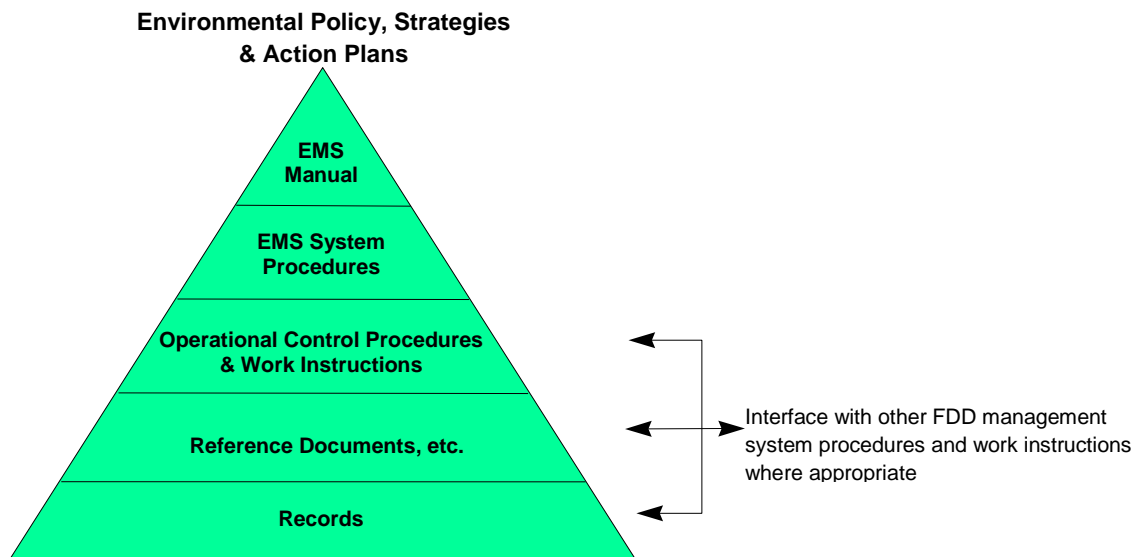 Environmental Policy, Strategies
& Action Plans
EMS
Manual
EMS System
Procedures
Operational Control Procedures
& Work Instructions
Reference Documents, etc.
Records
Interface with other FDD management
system procedures and work instructions
where appropriate